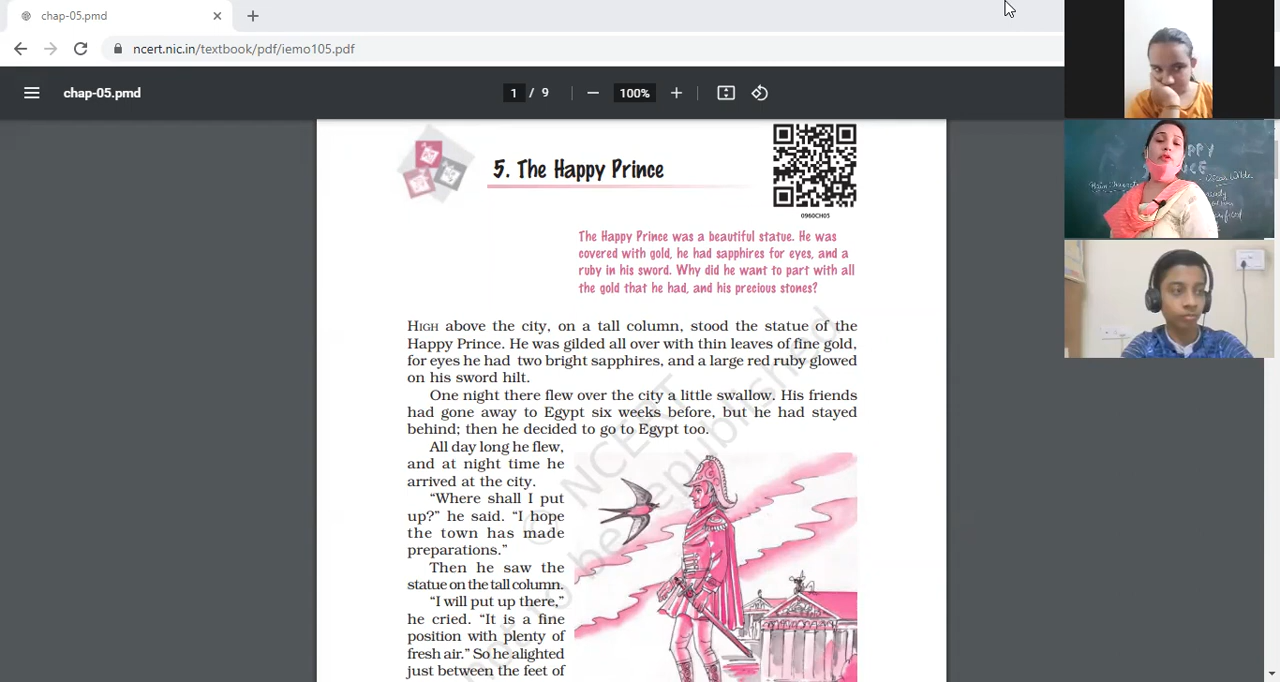 chap-05.pmd
ncert.nic.in/textbook/pdf/iemo105.pdf
chap-05.pmd
1 / 9
100%
5. The Happy Prince
0960CH05
The Happy Prince was a beautiful statue. He was
covered with gold, he had sapphires for eyes, and a
ruby in his sword. Why did he want to part with all
the gold that he had, and his precious stones?
HIGH above the city, on a tall column, stood the statue of the
Happy Prince. He was gilded all over with thin leaves of fine gold,
for eyes he had two bright sapphires, and a large red ruby glowed
on his sword hilt.
One night there flew over the city a little swallow. His friends
had gone away to Egypt six weeks before, but he had stayed
behind; then he decided to go to Egypt too.
All day long he flew,
and at night time he
arrived at the city.
“Where shall I put
up?” he said. “I hope
the town has made
preparations.”
Then he saw the
statue on the tall column.
“I will put up there,”
he cried. “It is a fine
position with plenty of
fresh air.” So he alighted
just between the feet of
© NCERT
not to be republished
Oscar Wilde